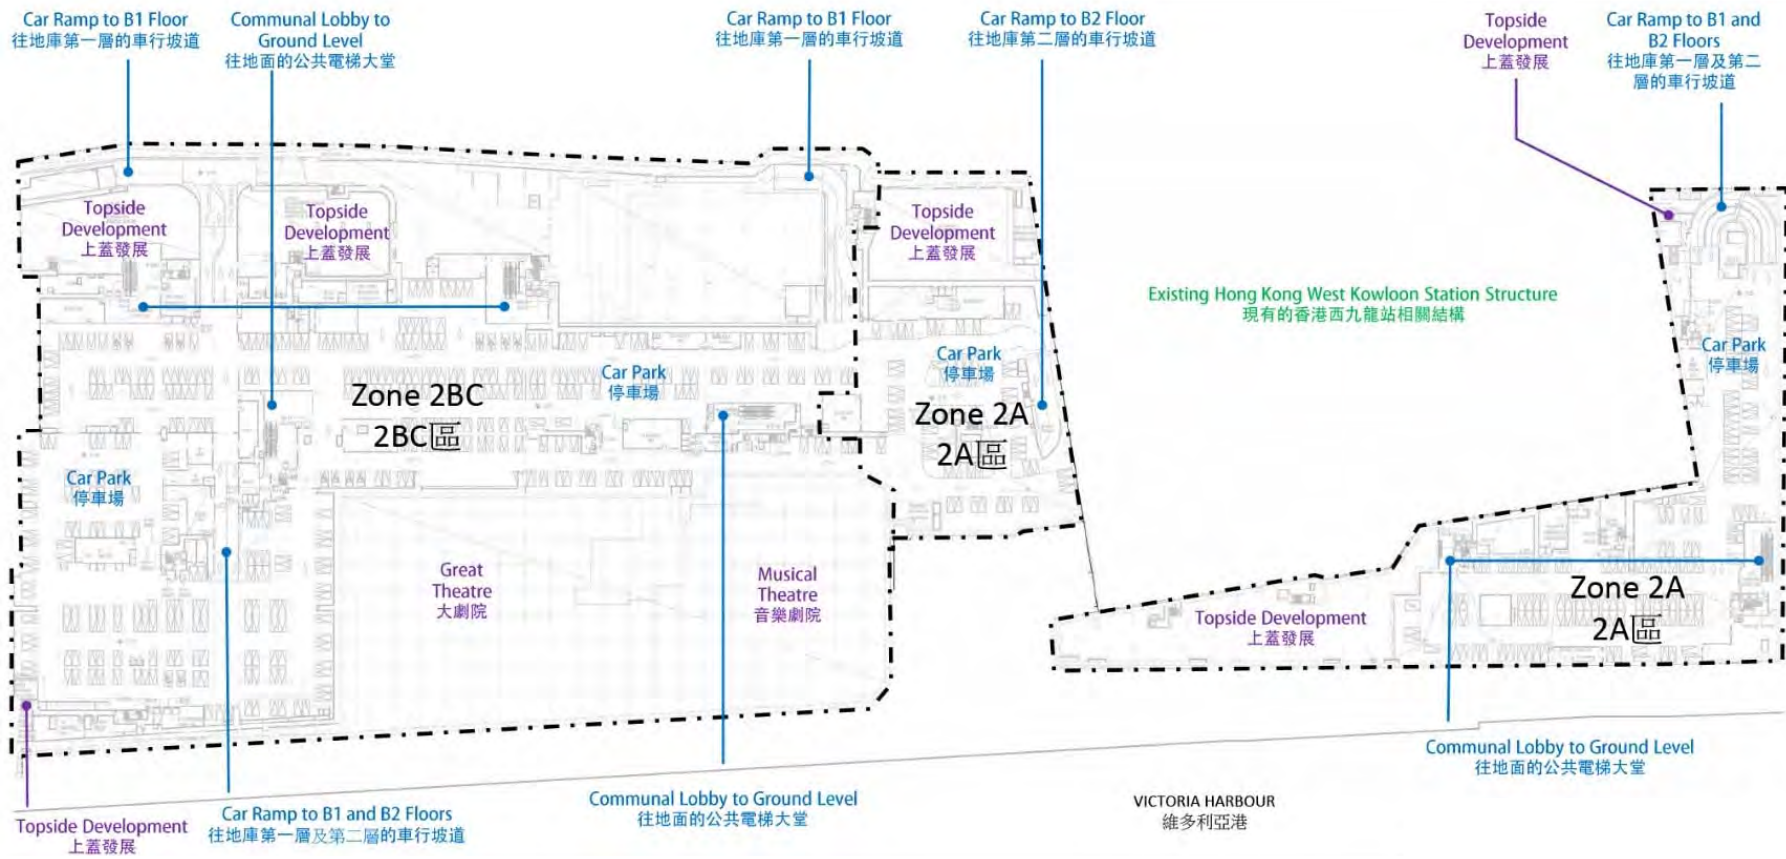 Car Ramp to B1 Floor
往地庫第一層的車行坡道
Communal Lobby to
Ground Level
往地面的公共電梯大堂
Car Ramp to B1 Floor
往地庫第一層的車行坡道
Car Ramp to B2 Floor
往地庫第二層的車行坡道
Topside
Development
上蓋發展
Car Ramp to B1 and
B2 Floors
往地庫第一層及第二
層的車行坡道
Topside
Development
上蓋發展
Topside
Development
上蓋發展
Topside
Development
上蓋發展
Existing Hong Kong West Kowloon Station Structure
現有的香港西九龍站相關結構
Car Park
停車場
Car Park
停車場
Car Park
停車場
Zone 2BC
2BC區
Zone 2A
2A區
Car Park
停車場
Great
Theatre
大劇院
Musical
Theatre
音樂劇院
Topside Development
上蓋發展
Zone 2A
2A區
Communal Lobby to Ground Level
往地面的公共電梯大堂
Topside Development
上蓋發展
Car Ramp to B1 and B2 Floors
往地庫第一層及第二層的車行坡道
Communal Lobby to Ground Level
往地面的公共電梯大堂
VICTORIA HARBOUR
維多利亞港